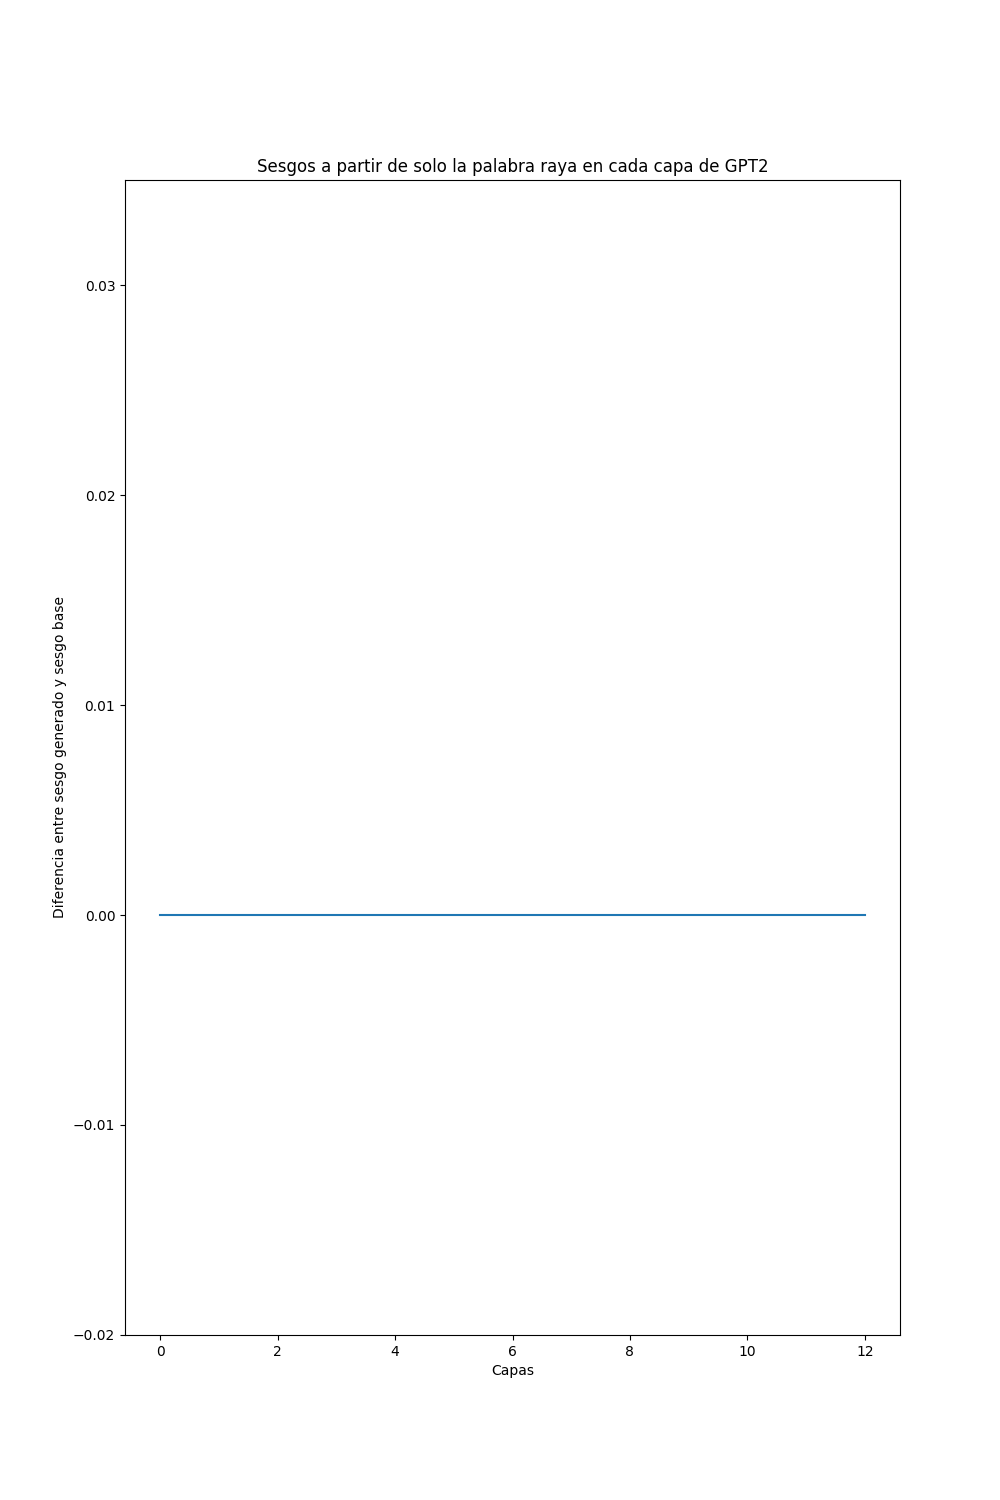 Sesgos a partir de solo la palabra raya en cada capa de GPT2
Diferencia entre sesgo generado y sesgo base
0.03
0.02
0.01
0.00
−0.01
−0.02
0 2 4 6 8 10 12
Capas